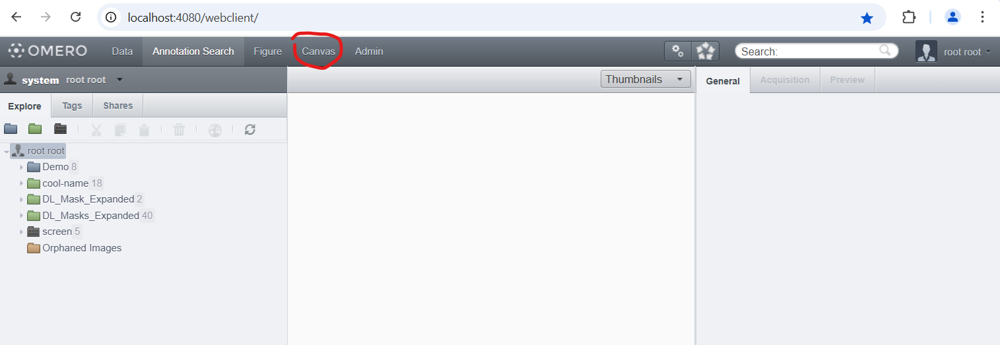 localhost:4080/webclient/
OMERO Data Annotation Search Figure Canvas Admin Search: root root
system root root Thumbnails General Acquisition Preview
Explore Tags Shares
root root
Demo 8
cool-name 18
DL_Mask_Expanded 2
DL_Masks_Expanded 40
screen 5
Orphaned Images